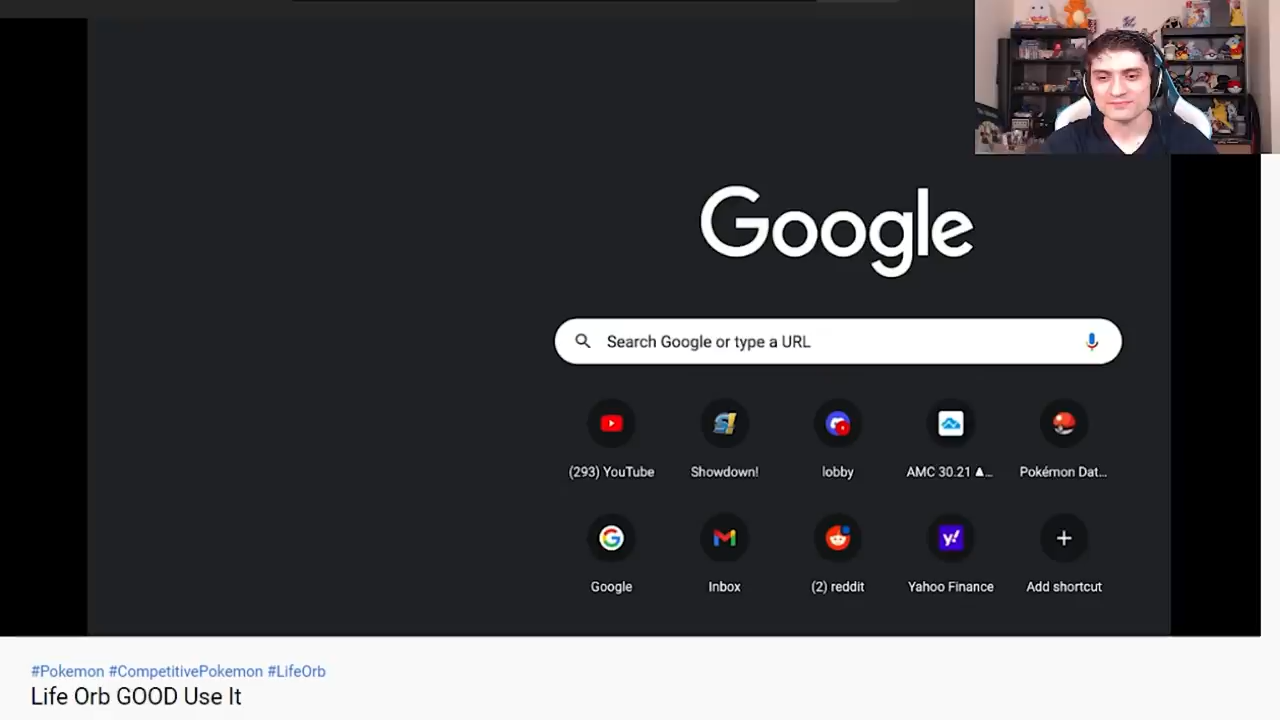 Google
Search Google or type a URL
(293) YouTube
Showdown!
lobby
AMC 30.21 ▲...
Pokémon Dat...
Google
Inbox
(2) reddit
Yahoo Finance
Add shortcut
#Pokemon #CompetitivePokemon #LifeOrb
Life Orb GOOD Use It